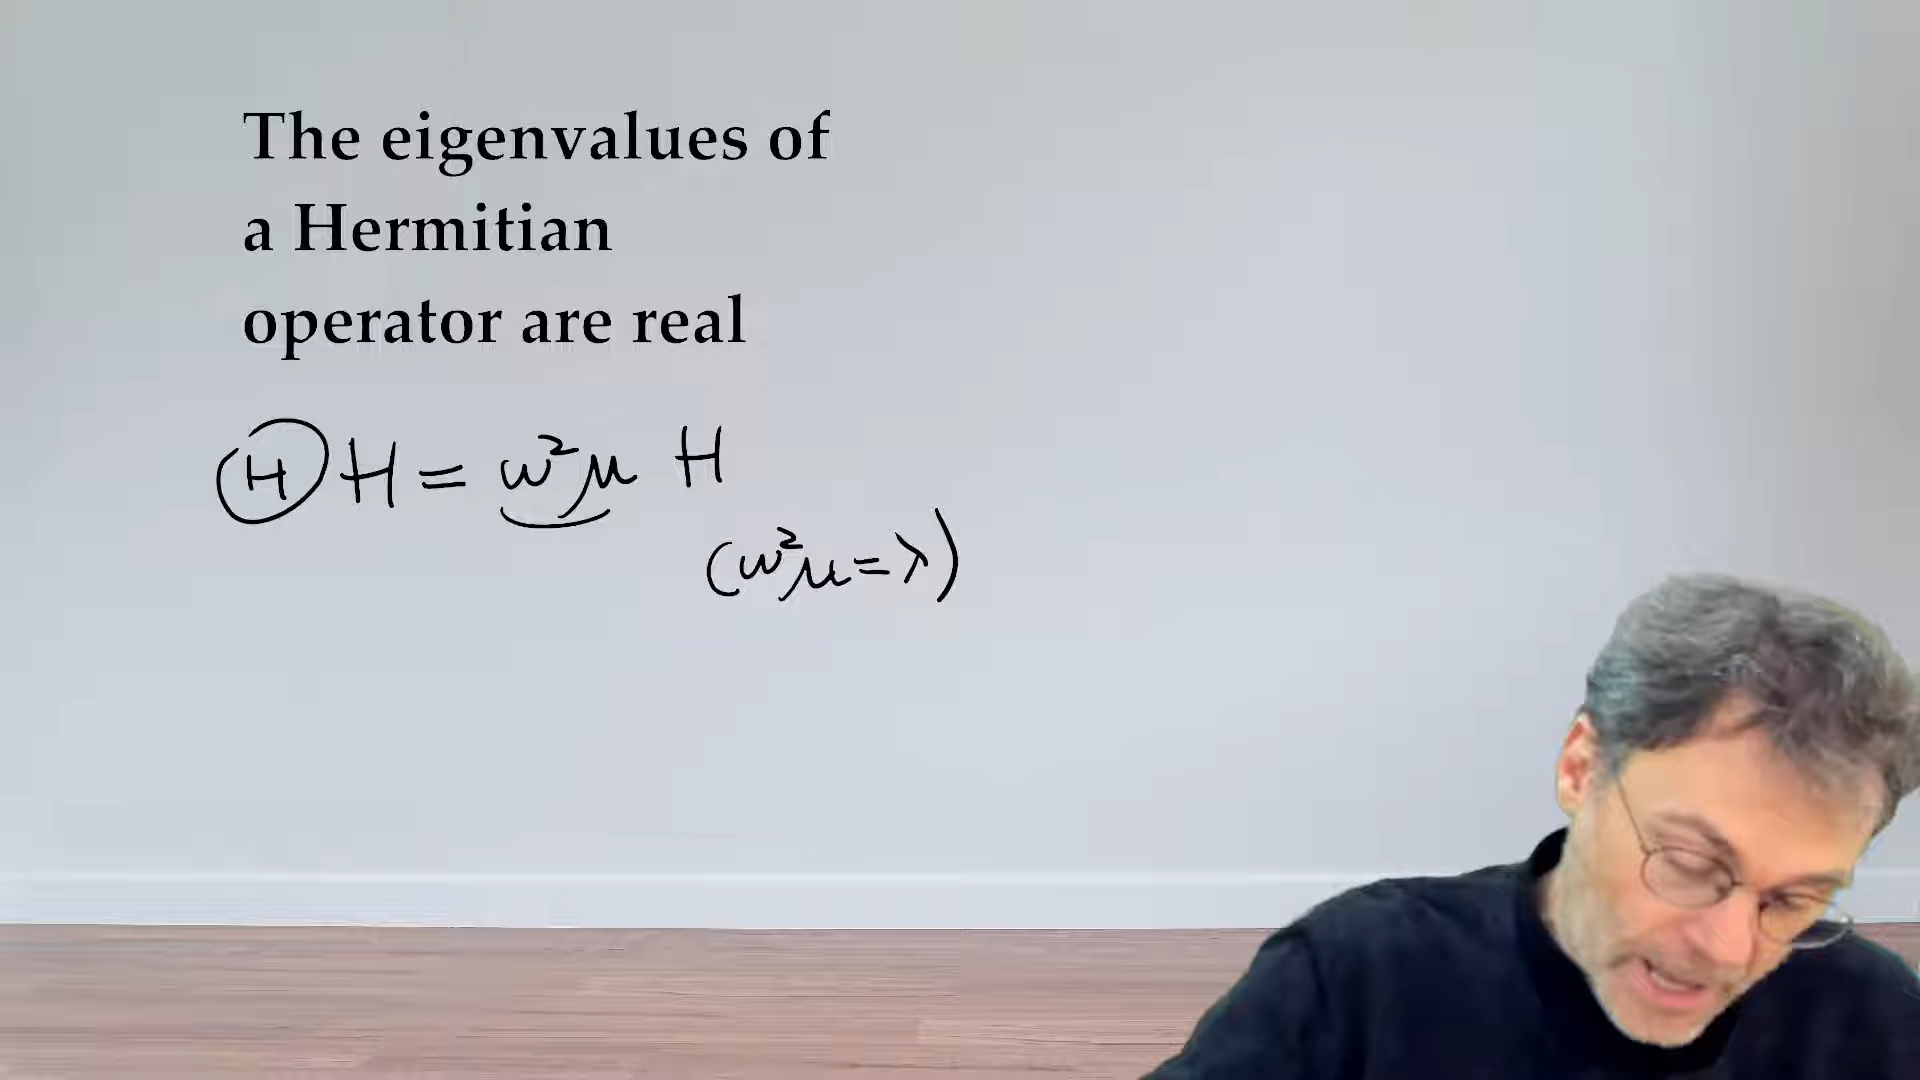 The eigenvalues of
a Hermitian
operator are real
Ⓗ H = ω²μ H
(ω²μ = λ)